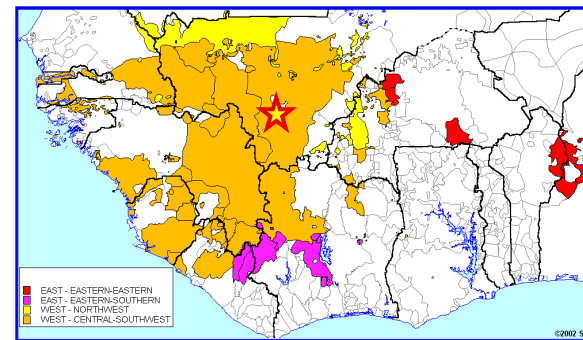 EAST - EASTERN-EASTERN
EAST - EASTERN-SOUTHERN
WEST - NORTHWEST
WEST - CENTRAL-SOUTHWEST
©2002 S